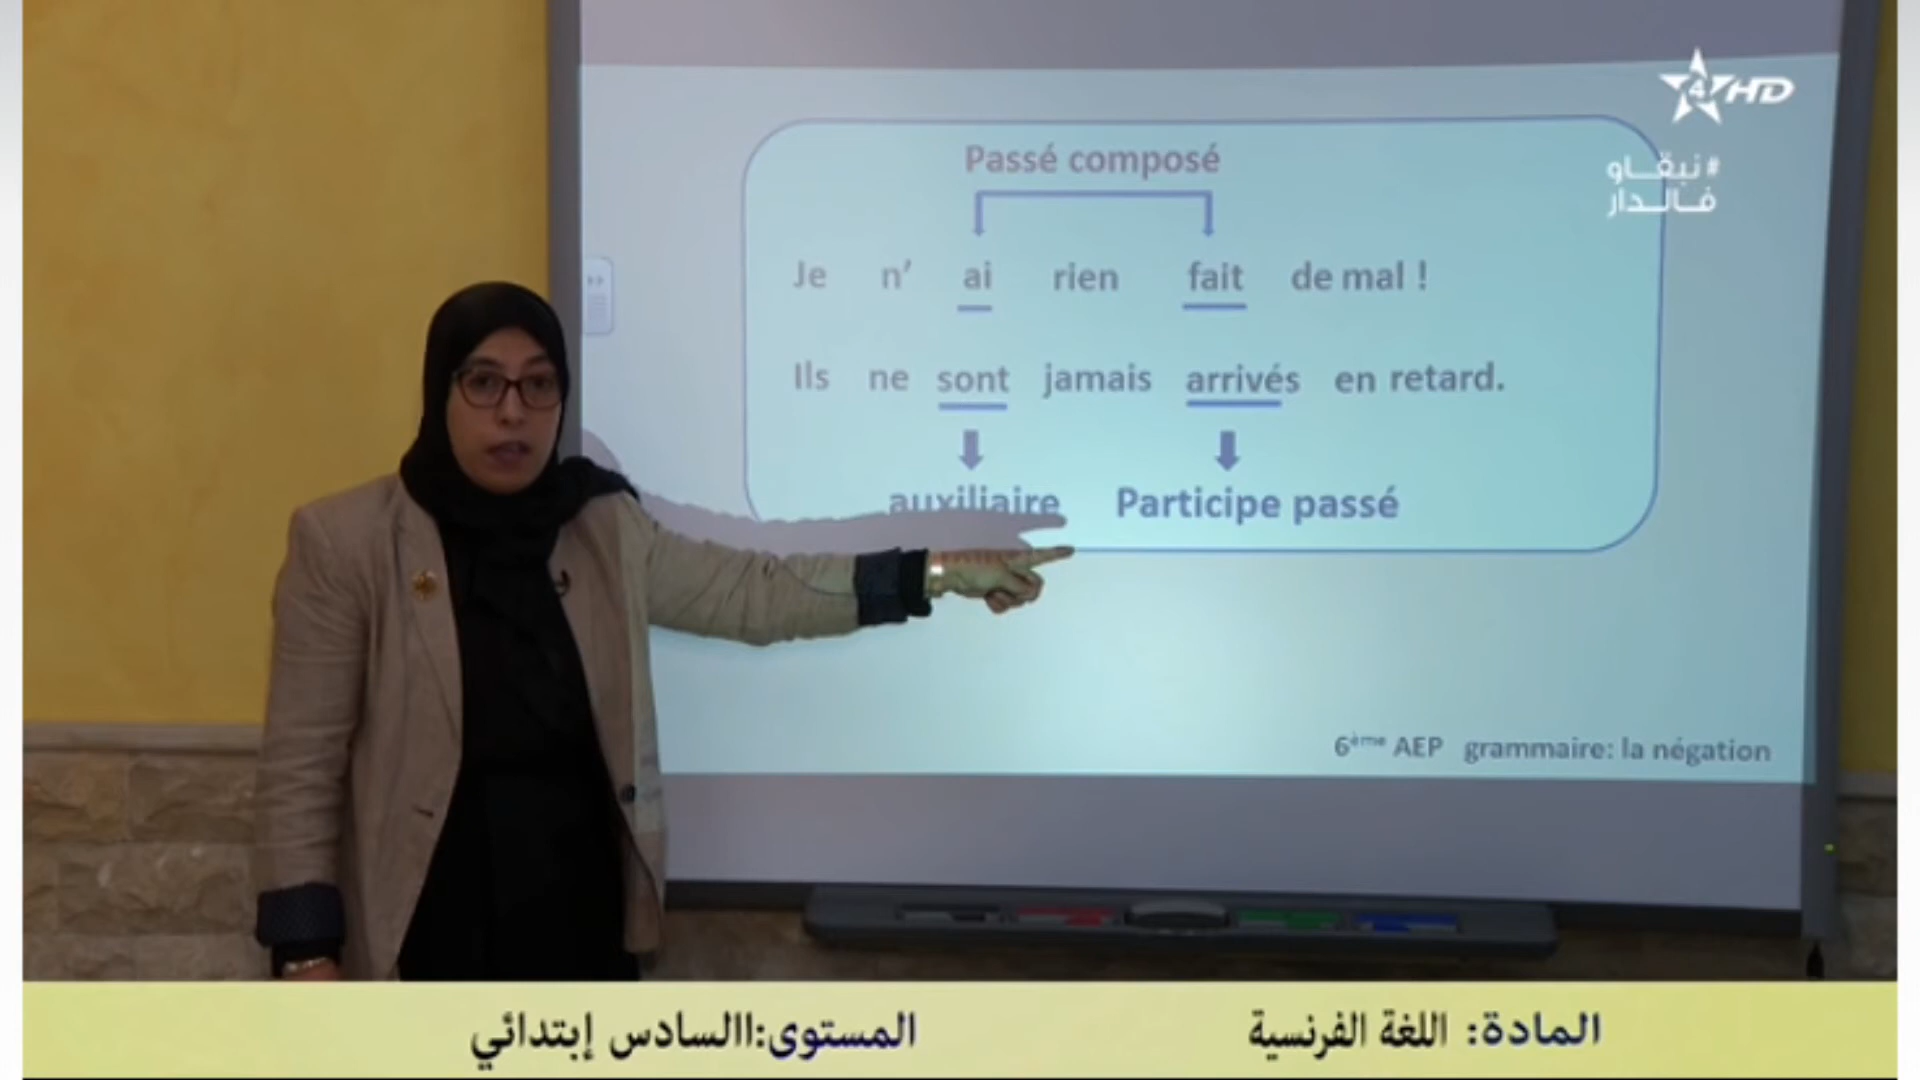 4 HD
#نبقاو
فالدار
Passé composé
Je n' ai rien fait de mal !
Ils ne sont jamais arrivés en retard.
auxiliaire Participe passé
6ème AEP grammaire: la négation
المادة: اللغة الفرنسية
المستوى:االسادس إبتدائي